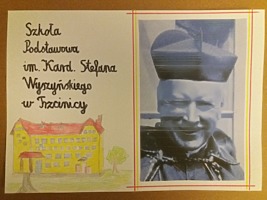 Szkoła
Podstawowa
im. Kard. Stefana
Wyszyńskiego
w Trzcinicy